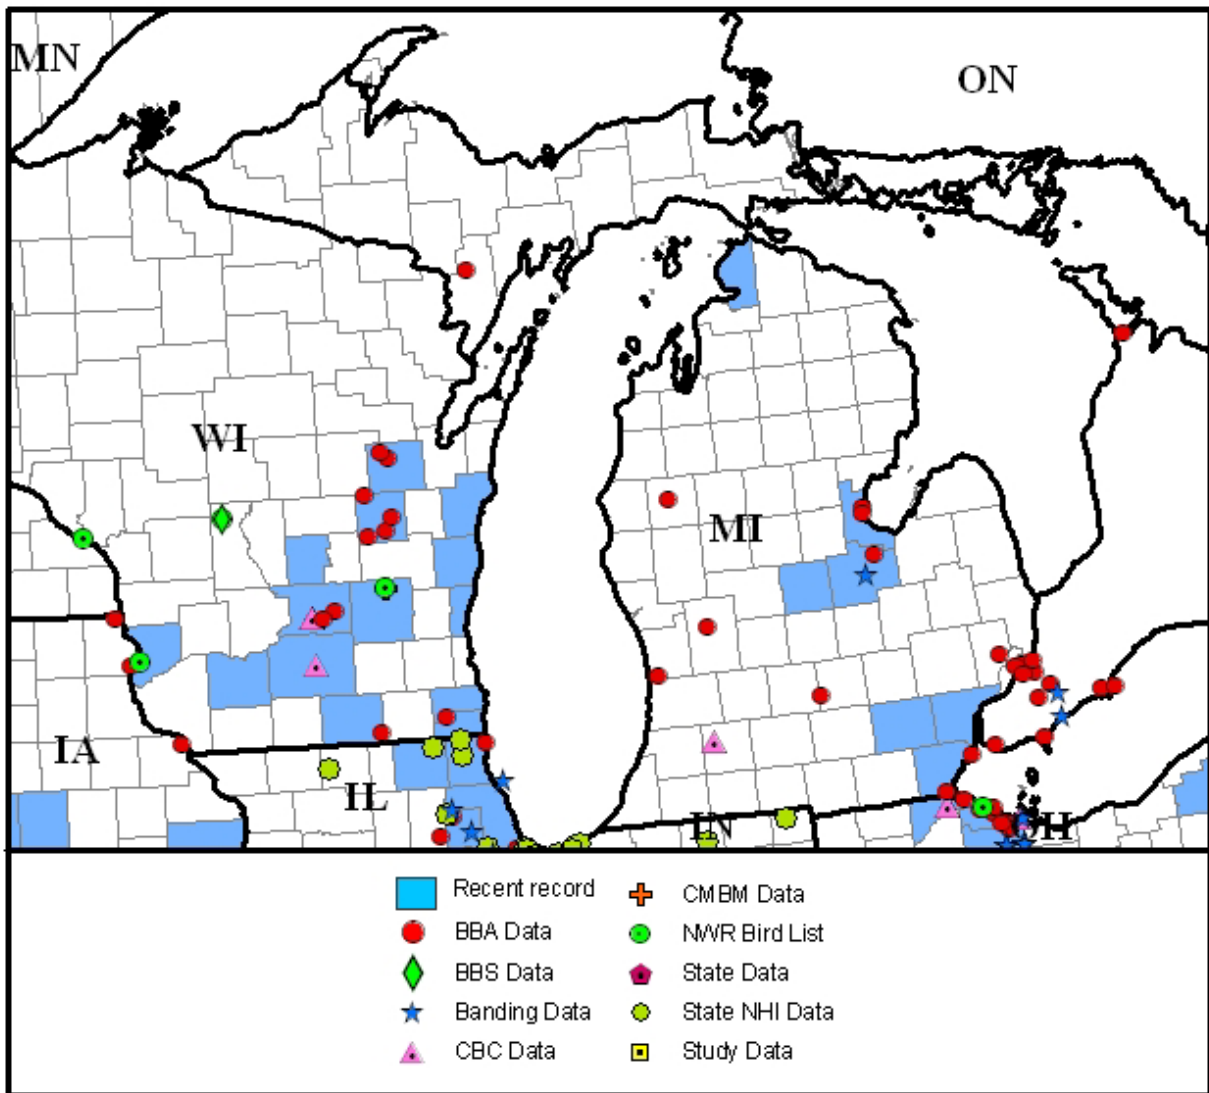 MN
ON
WI
MI
IA
IL
IN
OH
Recent record
BBA Data
BBS Data
Banding Data
CBC Data
CMBM Data
NWR Bird List
State Data
State NHI Data
Study Data